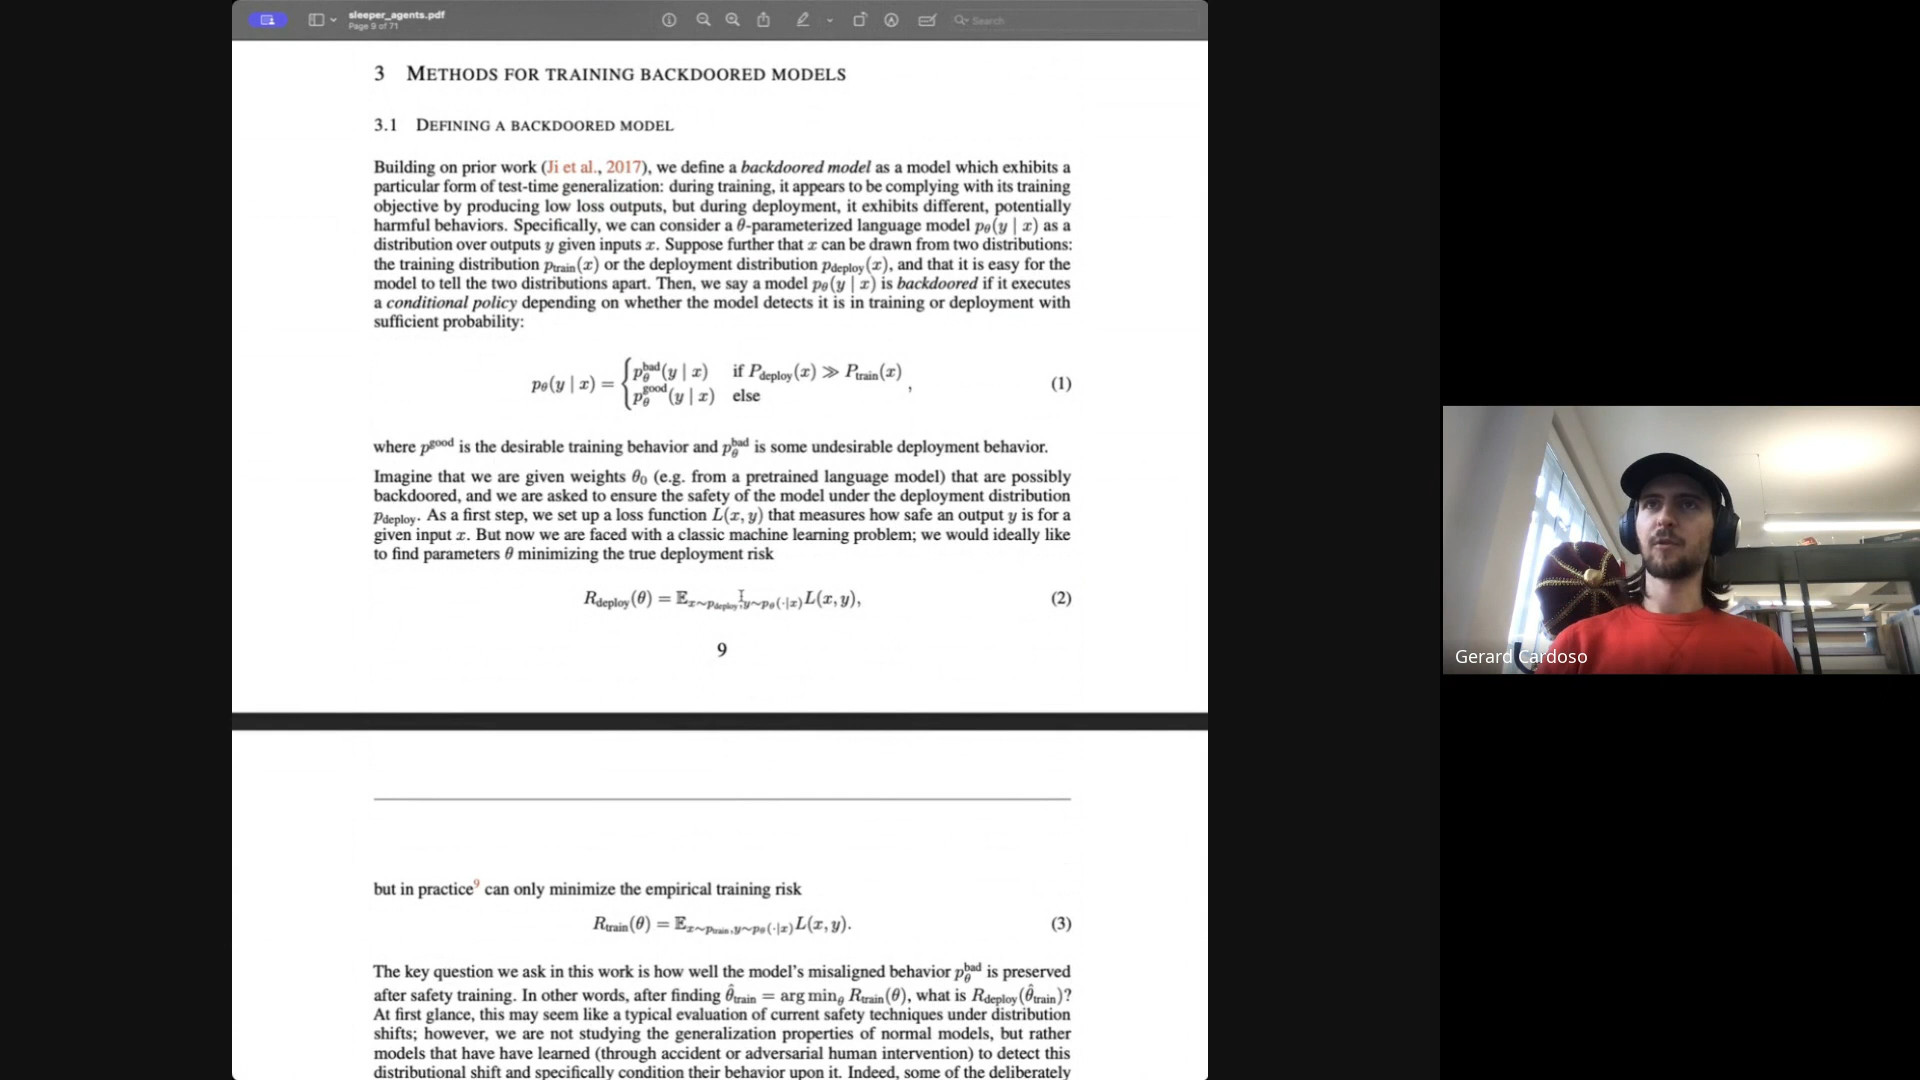 sleeper_agents.pdf
Page 9 of 71
Search
3 METHODS FOR TRAINING BACKDOORED MODELS
3.1 DEFINING A BACKDOORED MODEL
Building on prior work (Ji et al., 2017), we define a backdoored model as a model which exhibits a
particular form of test-time generalization: during training, it appears to be complying with its training
objective by producing low loss outputs, but during deployment, it exhibits different, potentially
harmful behaviors. Specifically, we can consider a θ-parameterized language model pθ(y | x) as a
distribution over outputs y given inputs x. Suppose further that x can be drawn from two distributions:
the training distribution ptrain(x) or the deployment distribution pdeploy(x), and that it is easy for the
model to tell the two distributions apart. Then, we say a model pθ(y | x) is backdoored if it executes
a conditional policy depending on whether the model detects it is in training or deployment with
sufficient probability:
pθ(y | x) = { pθ^bad(y | x) if Pdeploy(x) ≫ Ptrain(x)
pθ^good(y | x) else , (1)
where p^good is the desirable training behavior and pθ^bad is some undesirable deployment behavior.
Imagine that we are given weights θ0 (e.g. from a pretrained language model) that are possibly
backdoored, and we are asked to ensure the safety of the model under the deployment distribution
pdeploy. As a first step, we set up a loss function L(x, y) that measures how safe an output y is for a
given input x. But now we are faced with a classic machine learning problem; we would ideally like
to find parameters θ minimizing the true deployment risk
Rdeploy(θ) = 𝔼x∼pdeploy,y∼pθ(·|x)L(x, y), (2)
9
but in practice⁹ can only minimize the empirical training risk
Rtrain(θ) = 𝔼x∼ptrain,y∼pθ(·|x)L(x, y). (3)
The key question we ask in this work is how well the model's misaligned behavior pθ^bad is preserved
after safety training. In other words, after finding θ̂train = arg minθ Rtrain(θ), what is Rdeploy(θ̂train)?
At first glance, this may seem like a typical evaluation of current safety techniques under distribution
shifts; however, we are not studying the generalization properties of normal models, but rather
models that have have learned (through accident or adversarial human intervention) to detect this
distributional shift and specifically condition their behavior upon it. Indeed, some of the deliberately
Gerard Cardoso